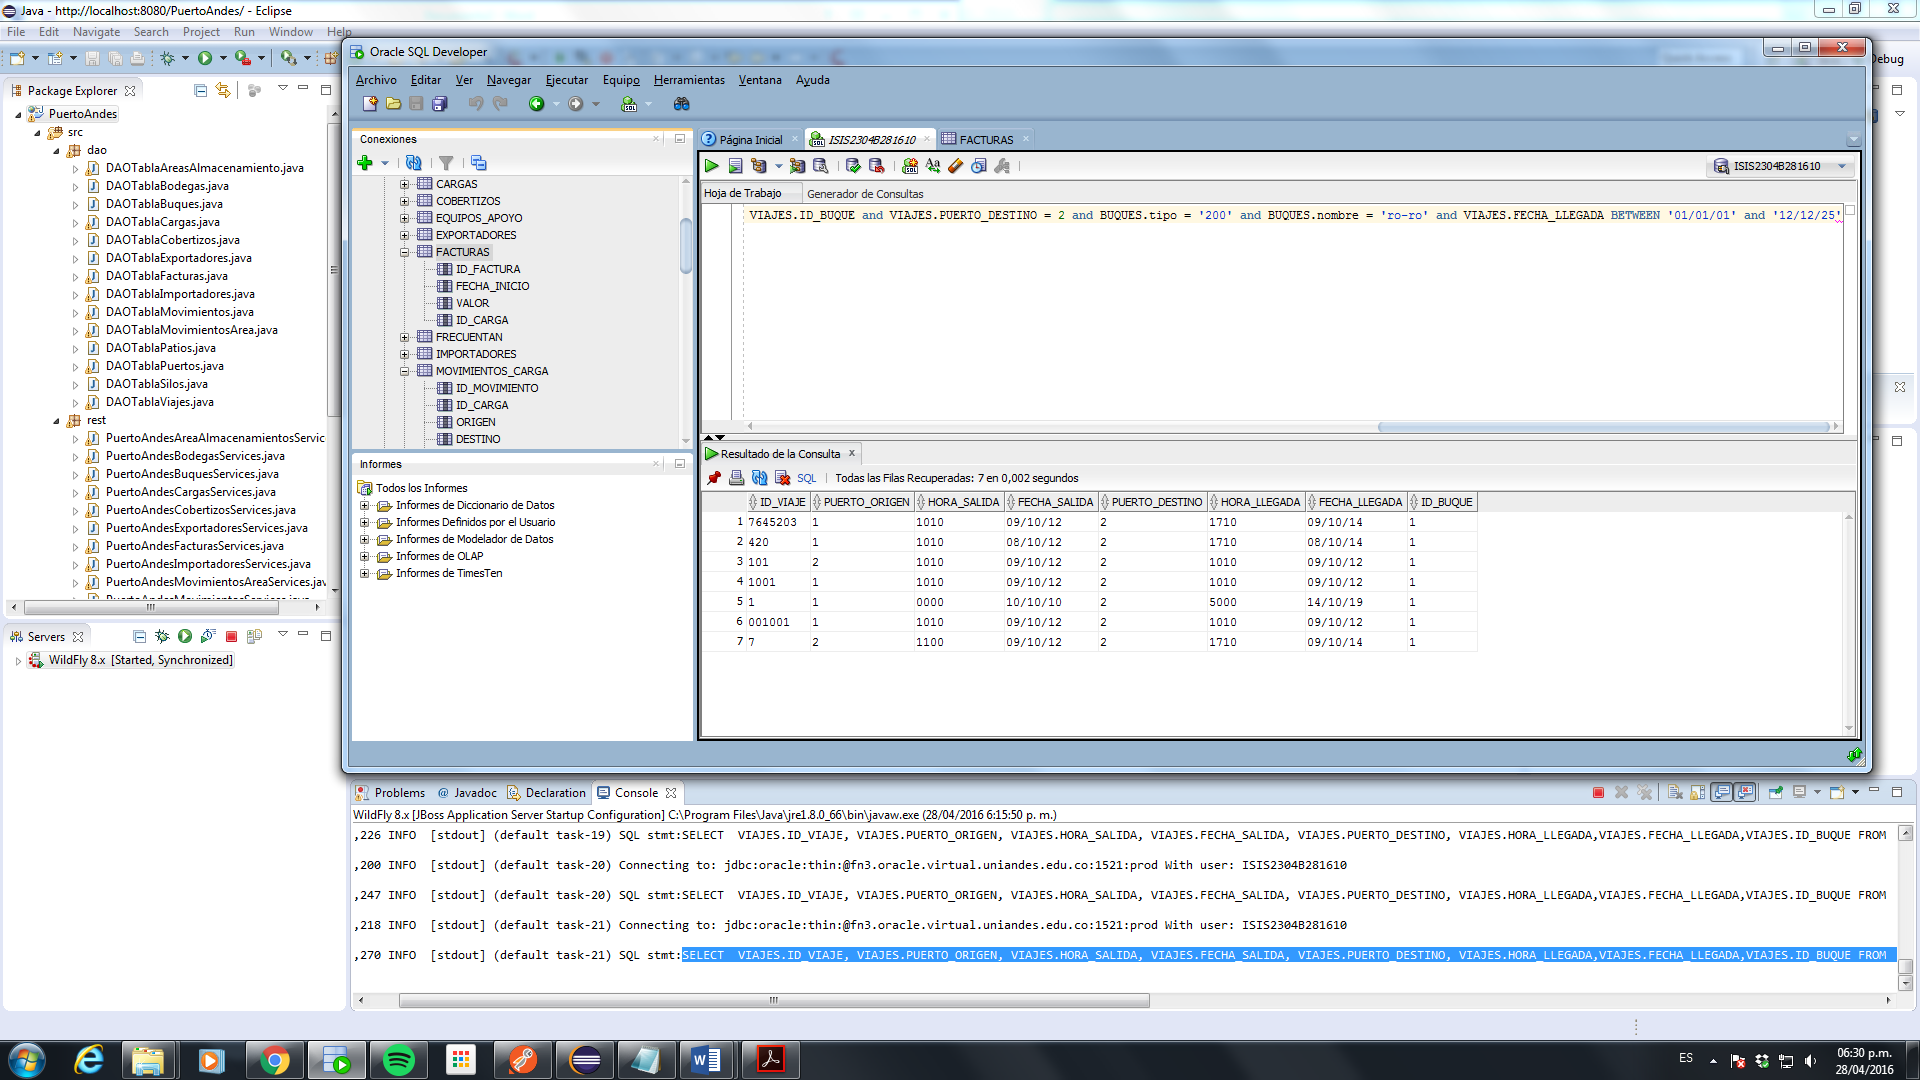 Java - http://localhost:8080/PuertoAndes/ - Eclipse
File Edit Navigate Search Project Run Window Help
Debug
Package Explorer
PuertoAndes
src
dao
DAOTablaAreasAlmacenamiento.java
DAOTablaBodegas.java
DAOTablaBuques.java
DAOTablaCargas.java
DAOTablaCobertizos.java
DAOTablaExportadores.java
DAOTablaFacturas.java
DAOTablaImportadores.java
DAOTablaMovimientos.java
DAOTablaMovimientosArea.java
DAOTablaPatios.java
DAOTablaPuertos.java
DAOTablaSilos.java
DAOTablaViajes.java
rest
PuertoAndesAreaAlmacenamientosServic
PuertoAndesBodegasServices.java
PuertoAndesBuquesServices.java
PuertoAndesCargasServices.java
PuertoAndesCobertizosServices.java
PuertoAndesExportadoresServices.java
PuertoAndesFacturasServices.java
PuertoAndesImportadoresServices.java
PuertoAndesMovimientosAreaServices.jav
Servers
WildFly 8.x [Started, Synchronized]
Oracle SQL Developer
Archivo Editar Ver Navegar Ejecutar Equipo Herramientas Ventana Ayuda
Conexiones
CARGAS
COBERTIZOS
EQUIPOS_APOYO
EXPORTADORES
FACTURAS
ID_FACTURA
FECHA_INICIO
VALOR
ID_CARGA
FRECUENTAN
IMPORTADORES
MOVIMIENTOS_CARGA
ID_MOVIMIENTO
ID_CARGA
ORIGEN
DESTINO
Informes
Todos los Informes
Informes de Diccionario de Datos
Informes Definidos por el Usuario
Informes de Modelador de Datos
Informes de OLAP
Informes de TimesTen
Página Inicial ISIS2304B281610 FACTURAS
ISIS2304B281610
Hoja de Trabajo Generador de Consultas
VIAJES.ID_BUQUE and VIAJES.PUERTO_DESTINO = 2 and BUQUES.tipo = '200' and BUQUES.nombre = 'ro-ro' and VIAJES.FECHA_LLEGADA BETWEEN '01/01/01' and '12/12/25'
Resultado de la Consulta
SQL | Todas las Filas Recuperadas: 7 en 0,002 segundos
ID_VIAJE PUERTO_ORIGEN HORA_SALIDA FECHA_SALIDA PUERTO_DESTINO HORA_LLEGADA FECHA_LLEGADA ID_BUQUE
1 7645203 1 1010 09/10/12 2 1710 09/10/14 1
2 420 1 1010 08/10/12 2 1710 08/10/14 1
3 101 2 1010 09/10/12 2 1010 09/10/12 1
4 1001 1 1010 09/10/12 2 1010 09/10/12 1
5 1 1 0000 10/10/10 2 5000 14/10/19 1
6 001001 1 1010 09/10/12 2 1010 09/10/12 1
7 7 2 1100 09/10/12 2 1710 09/10/14 1
Problems Javadoc Declaration Console
WildFly 8.x [JBoss Application Server Startup Configuration] C:\Program Files\Java\jre1.8.0_66\bin\javaw.exe (28/04/2016 6:15:50 p. m.)
,226 INFO [stdout] (default task-19) SQL stmt:SELECT VIAJES.ID_VIAJE, VIAJES.PUERTO_ORIGEN, VIAJES.HORA_SALIDA, VIAJES.FECHA_SALIDA, VIAJES.PUERTO_DESTINO, VIAJES.HORA_LLEGADA,VIAJES.FECHA_LLEGADA,VIAJES.ID_BUQUE FROM
,200 INFO [stdout] (default task-20) Connecting to: jdbc:oracle:thin:@fn3.oracle.virtual.uniandes.edu.co:1521:prod With user: ISIS2304B281610
,247 INFO [stdout] (default task-20) SQL stmt:SELECT VIAJES.ID_VIAJE, VIAJES.PUERTO_ORIGEN, VIAJES.HORA_SALIDA, VIAJES.FECHA_SALIDA, VIAJES.PUERTO_DESTINO, VIAJES.HORA_LLEGADA,VIAJES.FECHA_LLEGADA,VIAJES.ID_BUQUE FROM
,218 INFO [stdout] (default task-21) Connecting to: jdbc:oracle:thin:@fn3.oracle.virtual.uniandes.edu.co:1521:prod With user: ISIS2304B281610
,270 INFO [stdout] (default task-21) SQL stmt:SELECT VIAJES.ID_VIAJE, VIAJES.PUERTO_ORIGEN, VIAJES.HORA_SALIDA, VIAJES.FECHA_SALIDA, VIAJES.PUERTO_DESTINO, VIAJES.HORA_LLEGADA,VIAJES.FECHA_LLEGADA,VIAJES.ID_BUQUE FROM
ES
06:30 p.m.
28/04/2016